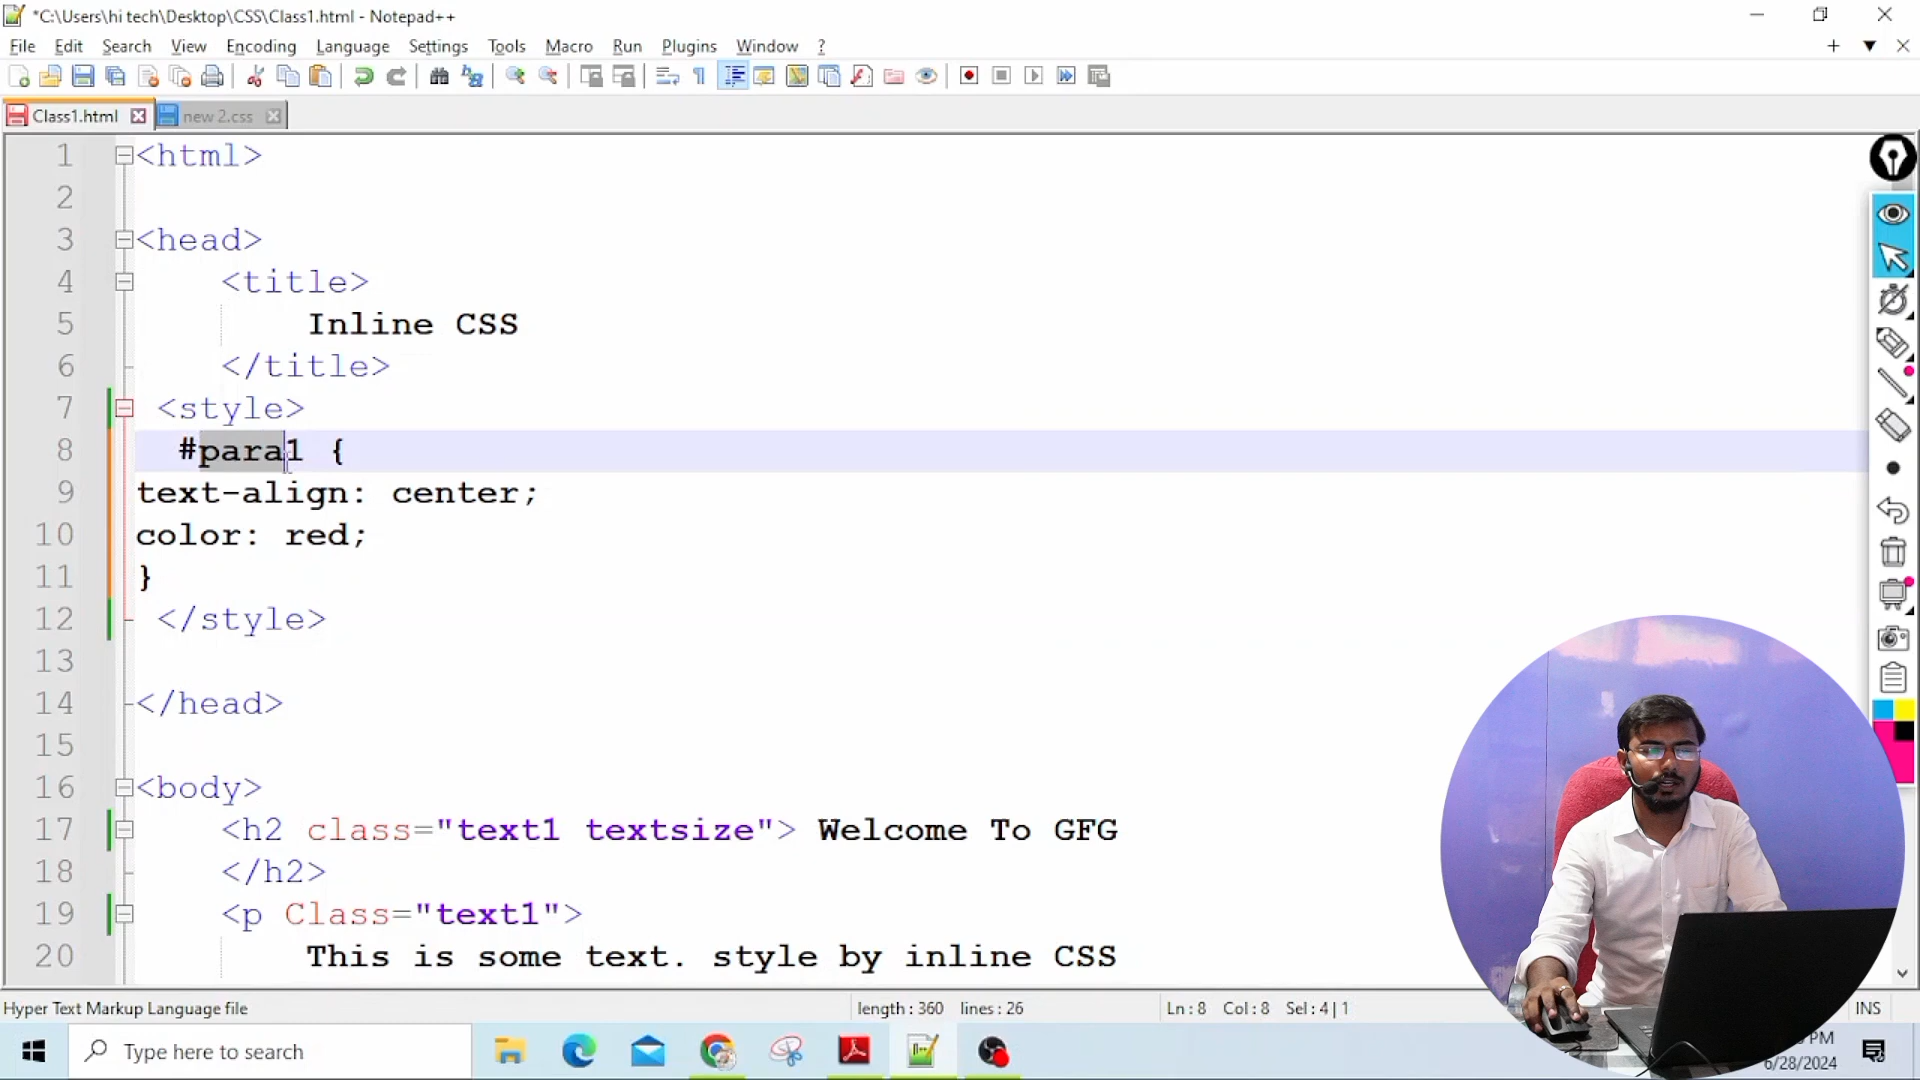 *C:\Users\hi tech\Desktop\CSS\Class1.html - Notepad++
File Edit Search View Encoding Language Settings Tools Macro Run Plugins Window ?
Class1.html new 2.css
1 <html>
2
3 <head>
4 <title>
5 Inline CSS
6 </title>
7 <style>
8 #para1 {
9 text-align: center;
10 color: red;
11 }
12 </style>
13
14 </head>
15
16 <body>
17 <h2 class="text1 textsize"> Welcome To GFG
18 </h2>
19 <p Class="text1">
20 This is some text. style by inline CSS
Hyper Text Markup Language file length : 360 lines : 26 Ln : 8 Col : 8 Sel : 4 | 1 INS
Type here to search
PM
6/28/2024